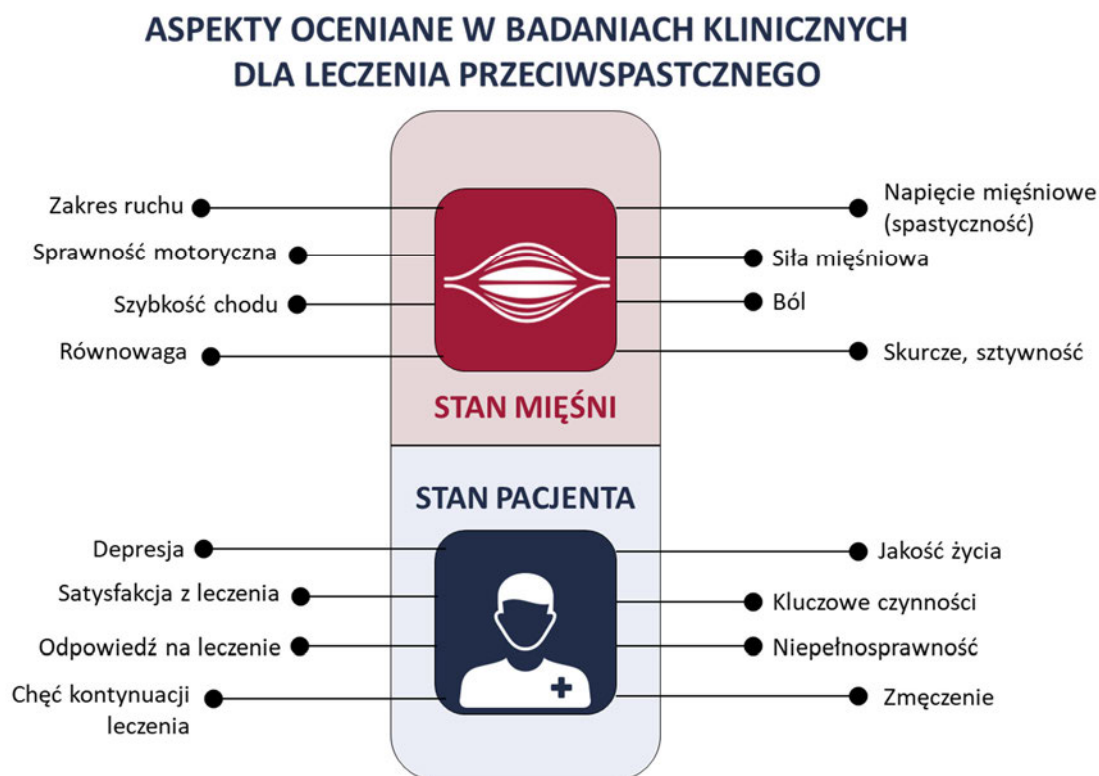 ASPEKTY OCENIANE W BADANIACH KLINICZNYCH
DLA LECZENIA PRZECIWSPASTCZNEGO
Zakres ruchu
Sprawność motoryczna
Szybkość chodu
Równowaga
Napięcie mięśniowe
(spastyczność)
Siła mięśniowa
Ból
Skurcze, sztywność
STAN MIĘŚNI
STAN PACJENTA
Depresja
Satysfakcja z leczenia
Odpowiedź na leczenie
Chęć kontynuacji
leczenia
Jakość życia
Kluczowe czynności
Niepełnosprawność
Zmęczenie